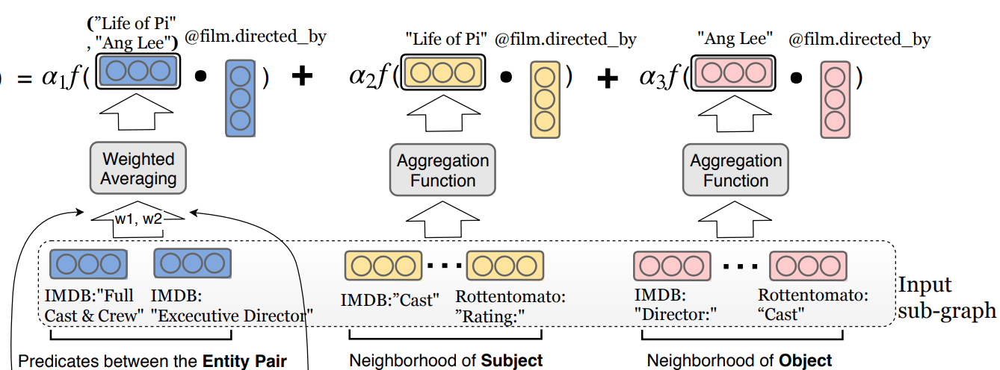 (”Life of Pi"
, "Ang Lee") @film.directed_by
"Life of Pi" @film.directed_by
"Ang Lee" @film.directed_by
) = α1f( • ) + α2f( • ) + α3f( • )
Weighted
Averaging
Aggregation
Function
Aggregation
Function
w1, w2
IMDB:"Full
Cast & Crew"
IMDB:
"Excecutive Director"
IMDB:”Cast"
...
Rottentomato:
”Rating:"
IMDB:
"Director:"
...
Rottentomato:
“Cast"
Input
sub-graph
Predicates between the Entity Pair
Neighborhood of Subject
Neighborhood of Object